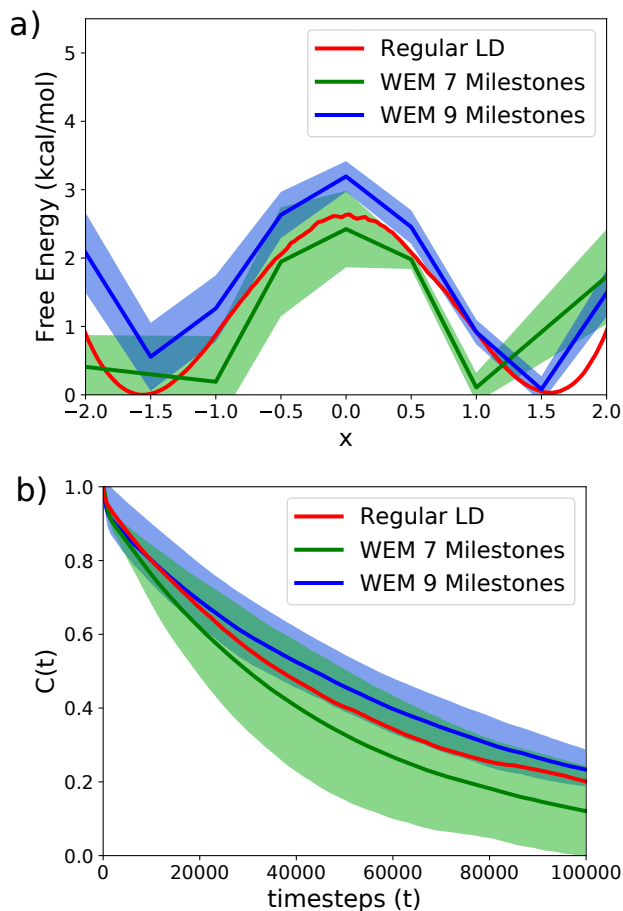 a)
Regular LD
WEM 7 Milestones
WEM 9 Milestones
Free Energy (kcal/mol)
5
4
3
2
1
0
−2.0 −1.5 −1.0 −0.5 0.0 0.5 1.0 1.5 2.0
x
b)
Regular LD
WEM 7 Milestones
WEM 9 Milestones
C(t)
1.0
0.8
0.6
0.4
0.2
0.0
0 20000 40000 60000 80000 100000
timesteps (t)